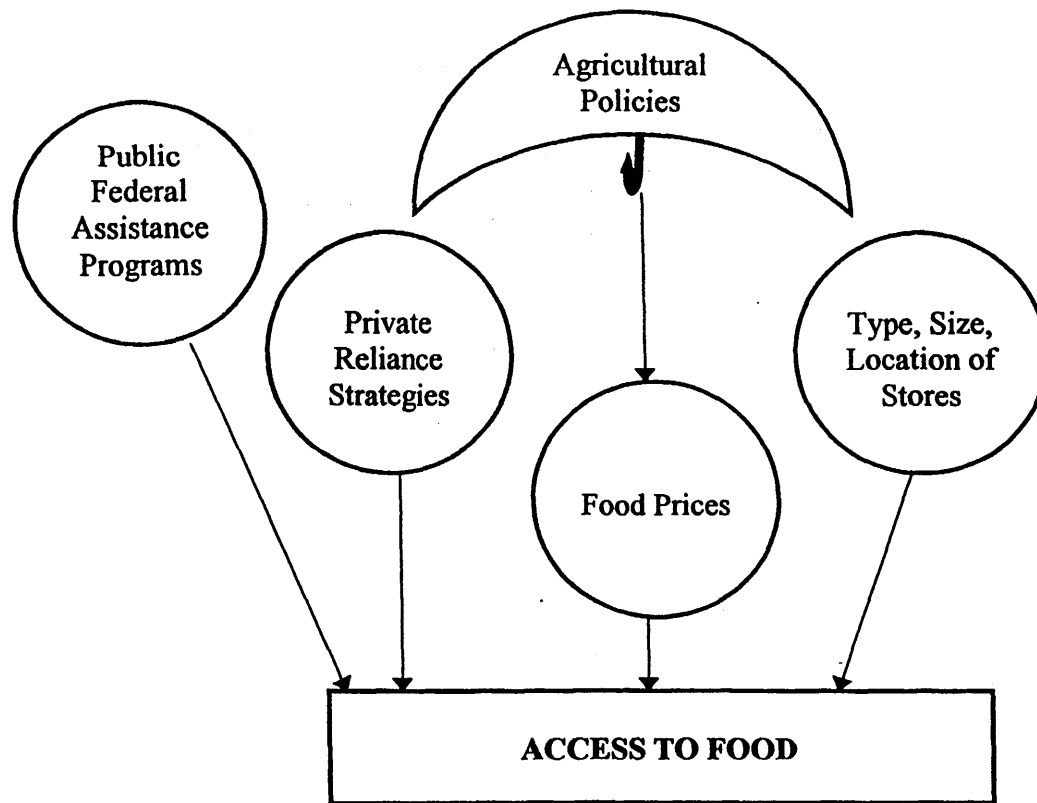 Agricultural
Policies
Public
Federal
Assistance
Programs
Private
Reliance
Strategies
Type, Size,
Location of
Stores
Food Prices
ACCESS TO FOOD